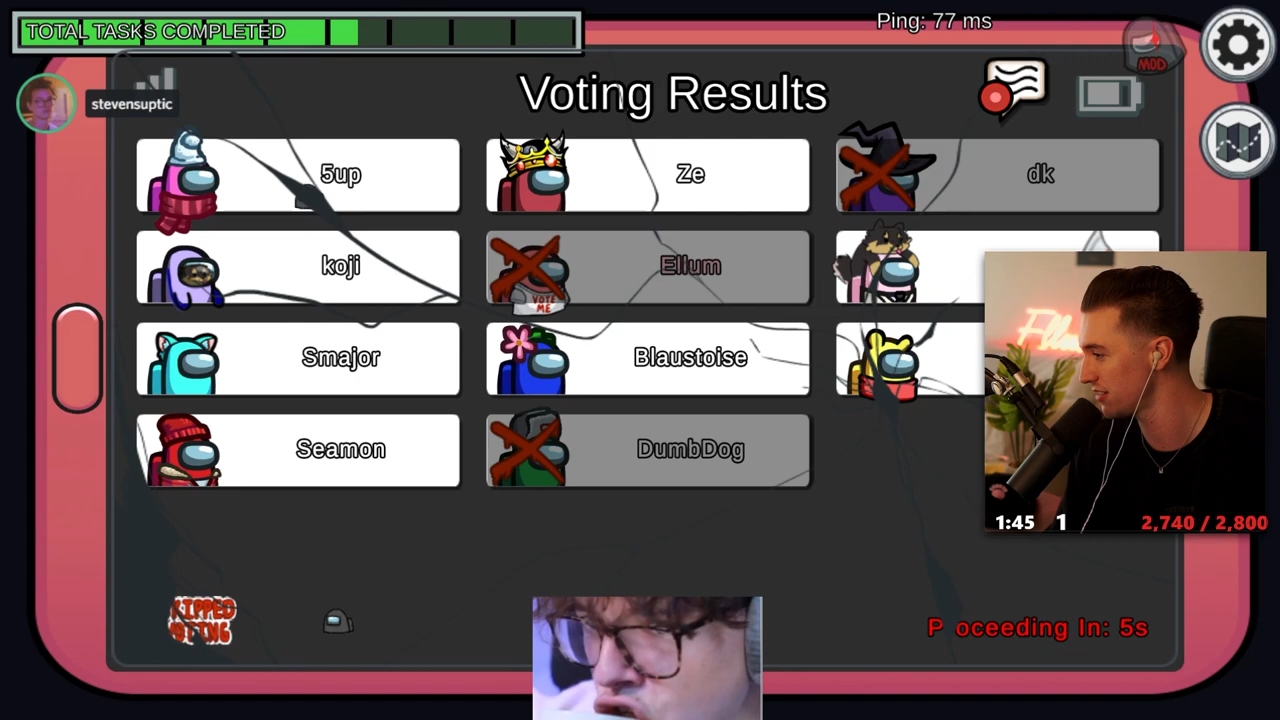 TOTAL TASKS COMPLETED
Ping: 77 ms
MOD
stevensuptic
Voting Results
5up
Ze
dk
koji
Ellum
VOTE
ME
Smajor
Blaustoise
Seamon
DumbDog
1:45 1 2,740 / 2,800
P oceeding In: 5s